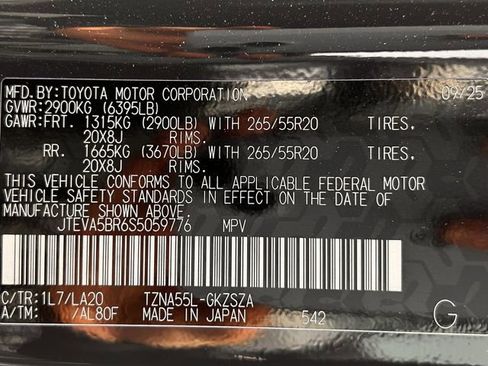 MFD.BY:TOYOTA MOTOR CORPORATION 09/25
GVWR:2900KG (6395LB)
GAWR:FRT. 1315KG (2900LB) WITH 265/55R20 TIRES,
20X8J RIMS.
RR. 1665KG (3670LB) WITH 265/55R20 TIRES,
20X8J RIMS.
THIS VEHICLE CONFORMS TO ALL APPLICABLE FEDERAL MOTOR
VEHICLE SAFETY STANDARDS IN EFFECT ON THE DATE OF
MANUFACTURE SHOWN ABOVE.
JTEVA5BR6S5059776 MPV
C/TR:1L7/LA20 TZNA55L-GKZSZA
A/TM: /AL80F MADE IN JAPAN 542 G